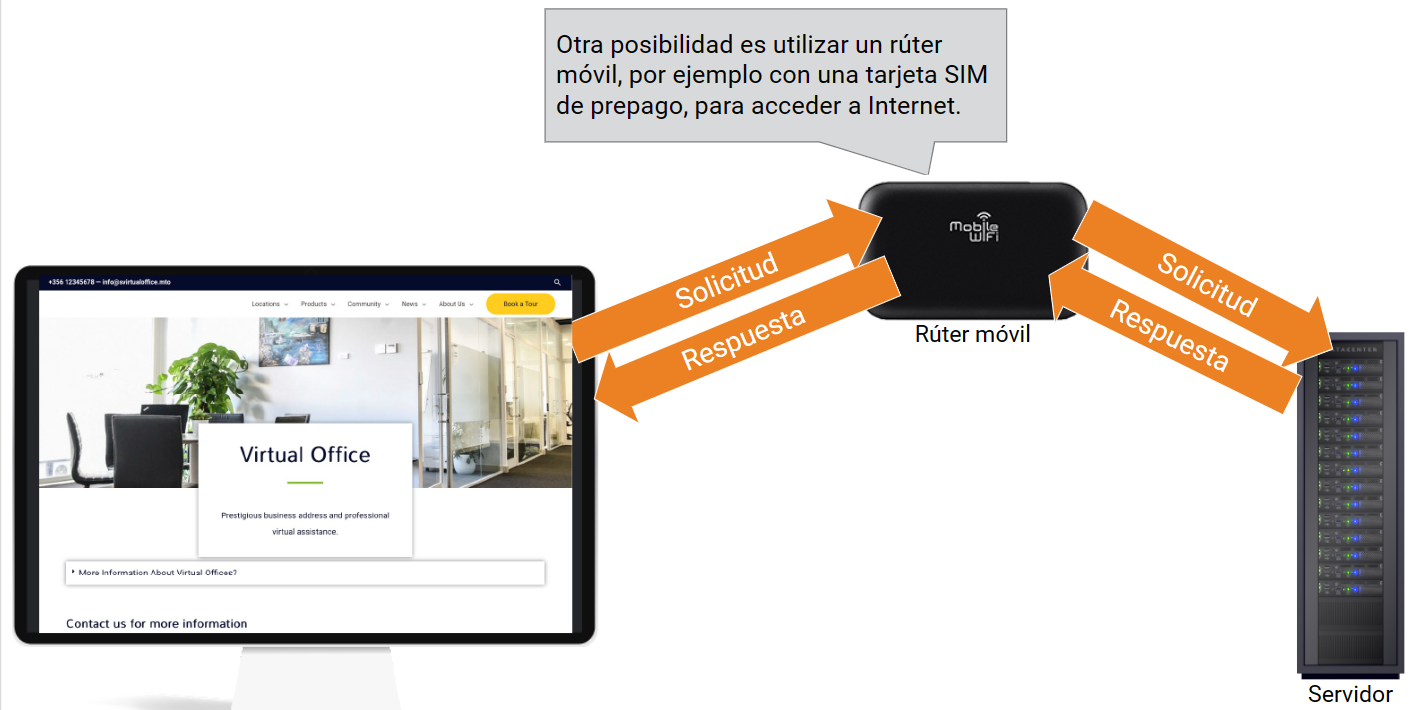 Otra posibilidad es utilizar un rúter
móvil, por ejemplo con una tarjeta SIM
de prepago, para acceder a Internet.
Mobile
WiFi
Solicitud
Respuesta
Solicitud
Respuesta
Rúter móvil
+356 12345678 – info@svirtualoffice.mto
Locations Products Community News About Us Book a Tour
Virtual Office
Prestigious business address and professional
virtual assistance.
More Information About Virtual Offices?
Contact us for more information
Servidor